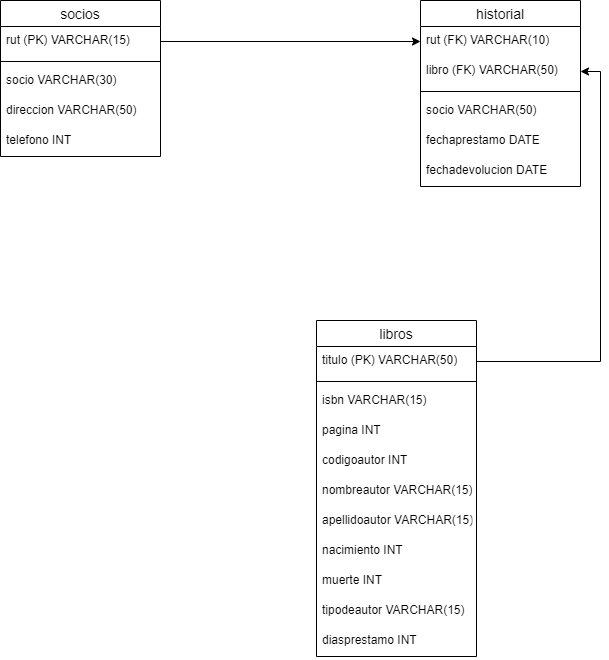 socios
rut (PK) VARCHAR(15)
socio VARCHAR(30)
direccion VARCHAR(50)
telefono INT
historial
rut (FK) VARCHAR(10)
libro (FK) VARCHAR(50)
socio VARCHAR(50)
fechaprestamo DATE
fechadevolucion DATE
libros
titulo (PK) VARCHAR(50)
isbn VARCHAR(15)
pagina INT
codigoautor INT
nombreautor VARCHAR(15)
apellidoautor VARCHAR(15)
nacimiento INT
muerte INT
tipodeautor VARCHAR(15)
diasprestamo INT